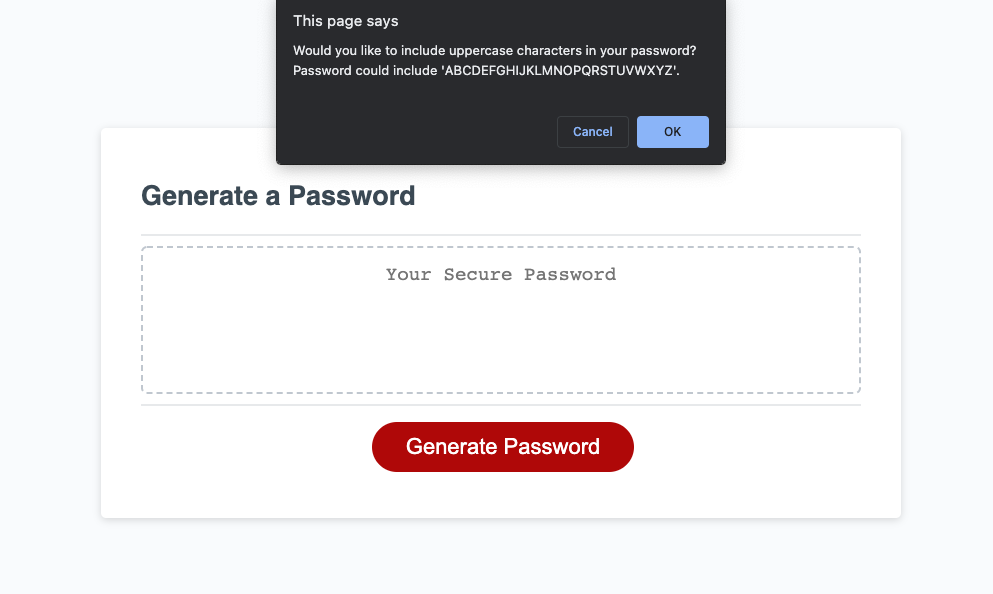 This page says
Would you like to include uppercase characters in your password?
Password could include 'ABCDEFGHIJKLMNOPQRSTUVWXYZ'.
Cancel
OK
Generate a Password
Your Secure Password
Generate Password